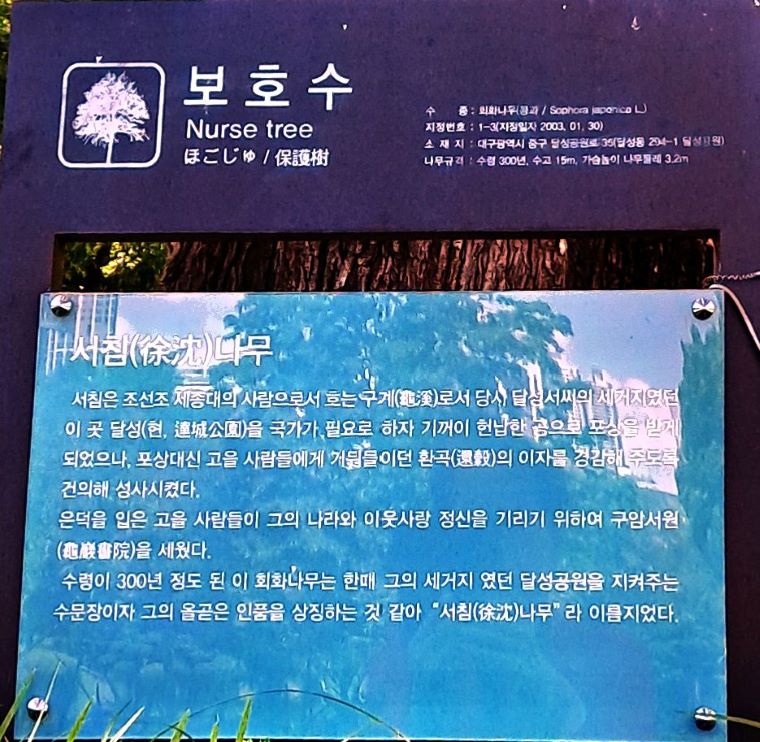 보호수
Nurse tree
ほごじゅ / 保護樹
수 종 : 회화나무(콩과 / Sophora japonica L)
지정번호 : 1-3(지정일자 2003. 01. 30)
소 재 지 : 대구광역시 중구 달성공원로 35(달성동 294-1 달성공원)
나무규격 : 수령 300년, 수고 15m, 가슴높이 나무둘레 3.2m
서침(徐沈)나무
서침은 조선조 세종대의 사람으로서 호는 구계(龜溪)로서 당시 달성서씨의 세거지였던
이 곳 달성(현, 達城公園)을 국가가 필요로 하자 기꺼이 헌납한 공으로 포상을 받게
되었으나, 포상대신 고을 사람들에게 거둬들이던 환곡(還穀)의 이자를 경감해 주도록
건의해 성사시켰다.
은덕을 입은 고을 사람들이 그의 나라와 이웃사랑 정신을 기리기 위하여 구암서원
(龜巖書院)을 세웠다.
수령이 300년 정도 된 이 회화나무는 한때 그의 세거지 였던 달성공원을 지켜주는
수문장이자 그의 올곧은 인품을 상징하는 것 같아 "서침(徐沈)나무" 라 이름지었다.